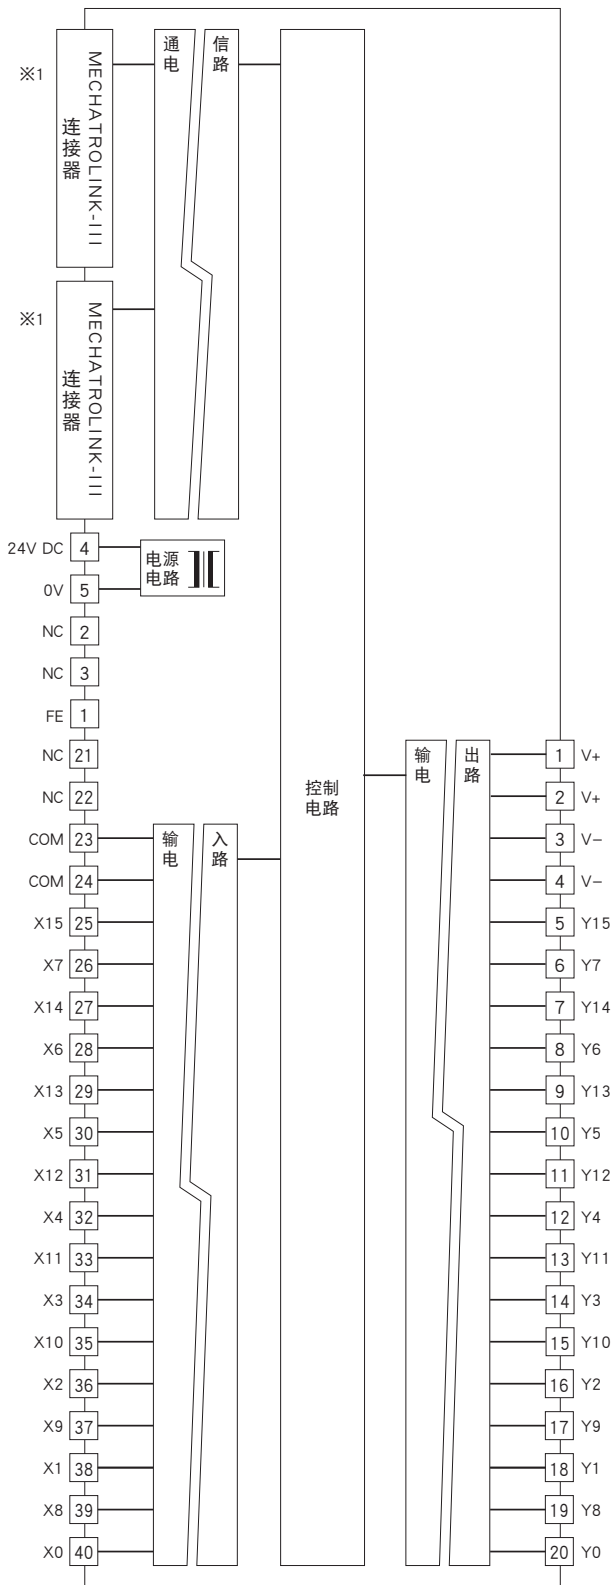 ※1
MECHATROLINK-III
连接器
通信
电路
※1
MECHATROLINK-III
连接器
24V DC 4
电源
电路
0V 5
NC 2
NC 3
FE 1
NC 21
NC 22
COM 23
COM 24
X15 25
X7 26
X14 27
X6 28
X13 29
X5 30
X12 31
X4 32
X11 33
X3 34
X10 35
X2 36
X9 37
X1 38
X8 39
X0 40
输入
电路
控制
电路
输出
电路
1 V+
2 V+
3 V−
4 V−
5 Y15
6 Y7
7 Y14
8 Y6
9 Y13
10 Y5
11 Y12
12 Y4
13 Y11
14 Y3
15 Y10
16 Y2
17 Y9
18 Y1
19 Y8
20 Y0